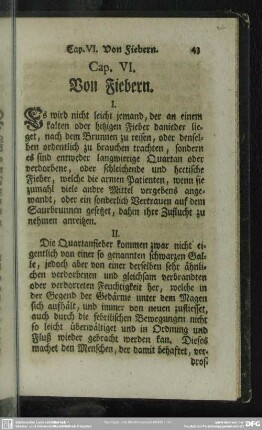 Cap. VI. Von Fiebern. 43
Cap. VI.
Von Fiebern.
I.
Es wird nicht leicht jemand, der an einem
kalten oder hitzigen Fieber danieder lie-
get, nach dem Brunnen zu reisen, oder densel-
ben ordentlich zu brauchen trachten, sondern
es sind entweder langwierige Quartan oder
verdorbene, oder schleichende und hectische
Fieber, welche die armen Patienten, wenn sie
zumahl viele andre Mittel vergebens ange-
wandt, oder ein sonderlich Vertrauen auf dem
Saurbrunnen gesetzet, dahin ihre Zuflucht zu
nehmen anreitzen.
II.
Die Quartanfieber kommen zwar nicht ei-
gentlich von einer so genannten schwarzen Gal-
le, jedoch aber von einer derselben sehr ähnli-
chen verdorbenen und gleichsam verbrandten
oder verdorreten Feuchtigkeit her, welche in
der Gegend der Gedärme unter dem Magen
sich aufhält, und immer von neuen zufliesset,
auch durch die febrilischen Bewegungen nicht
so leicht überwältiget und in Ordnung und
Fluß wieder gebracht werden kan. Dieses
machet den Menschen, der damit behaftet, ver-
dros-
DFG